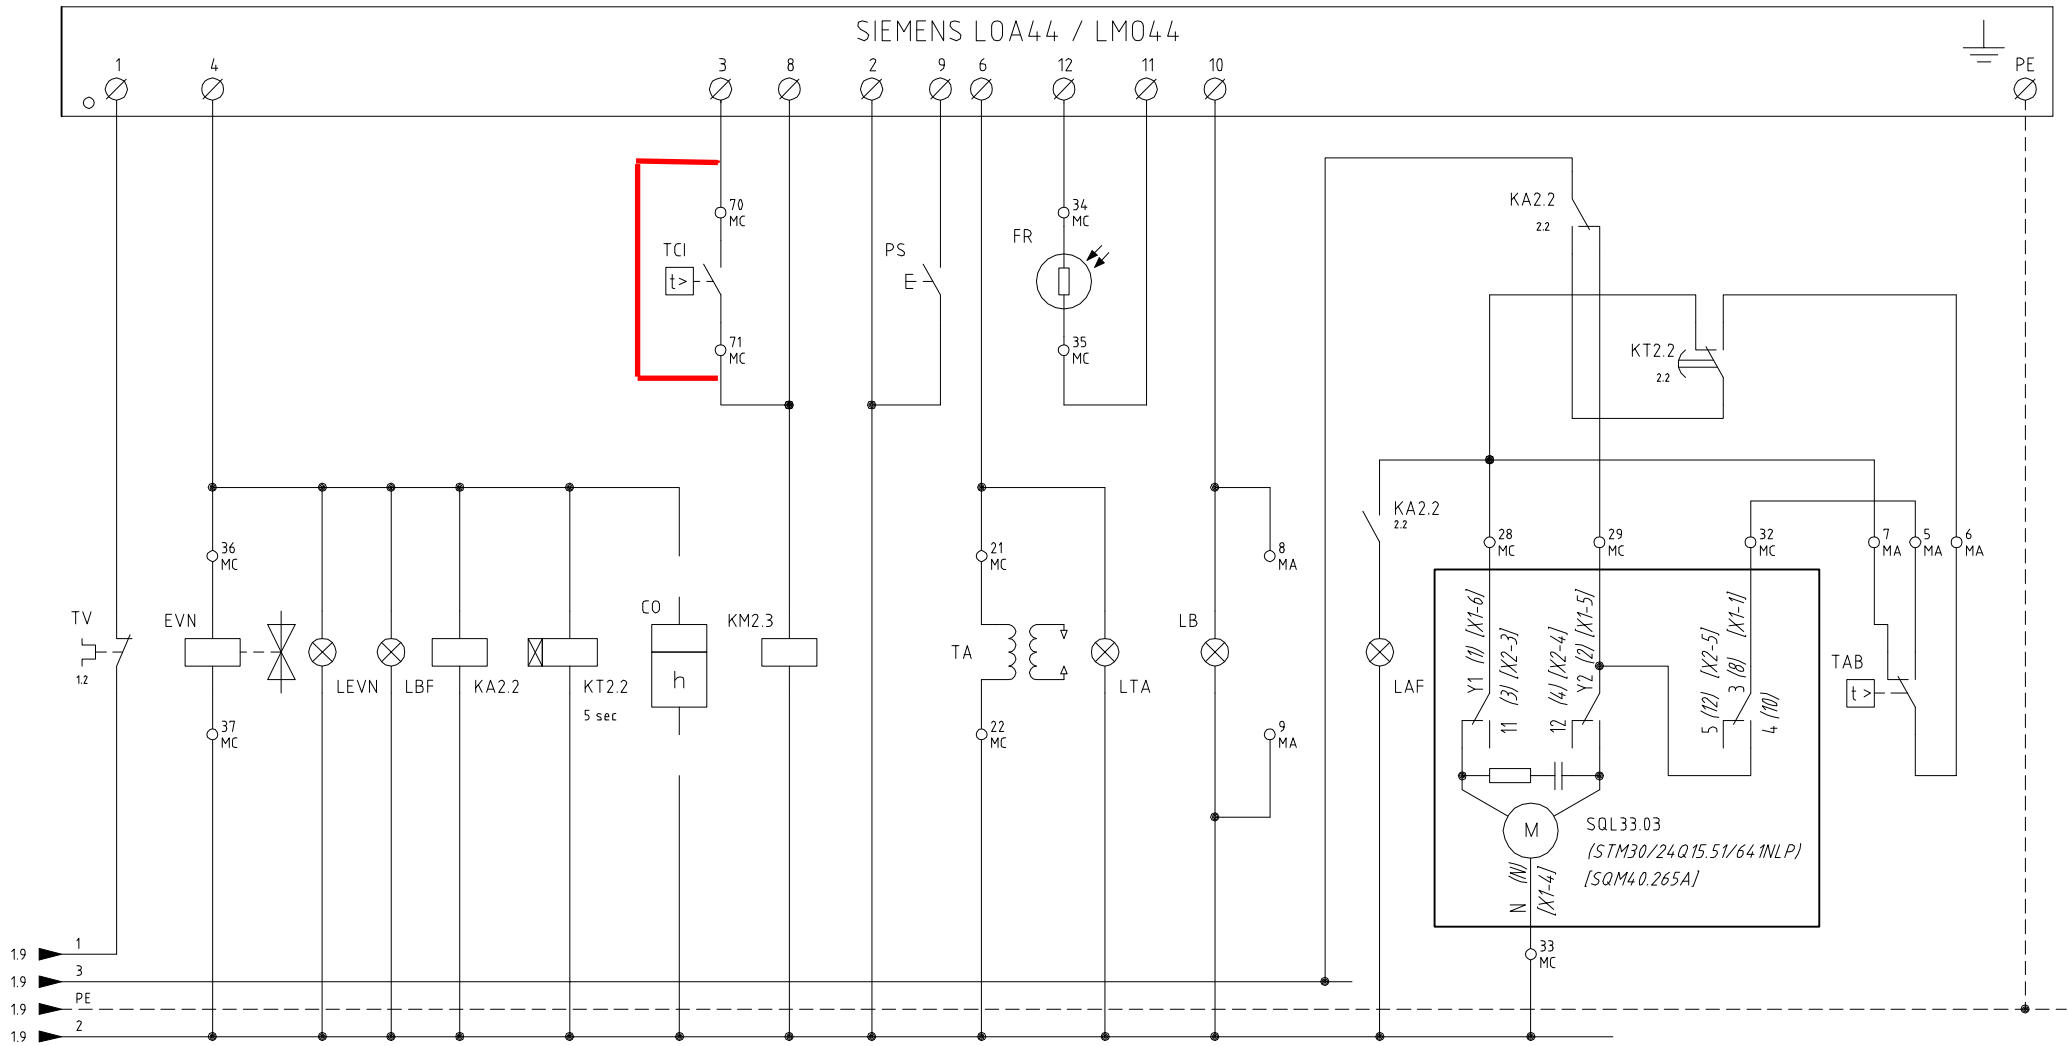 SIEMENS LOA44 / LMO44
1 4 3 8 2 9 6 12 11 10 PE
70
MC
34
MC
KA2.2
2.2
TCI
t>
PS
E
FR
71
MC
35
MC
KT2.2
2.2
KA2.2
2.2
36
MC
21
MC
8
MA
28
MC
29
MC
32
MC
7
MA
5
MA
6
MA
TV
1.2
EVN
LEVN
LBF
KA2.2
KT2.2
5 sec
CO
h
KM2.3
TA
LTA
LB
LAF
37
MC
22
MC
9
MA
Y1 (1) [X1-6]
11 (3) [X2-3]
12 (4) [X2-4]
Y2 (2) [X1-5]
5 (12) [X2-5]
3 (8) [X1-1]
4 (10)
TAB
t>
M
SQL33.03
(STM30/24Q15.51/641NLP)
[SQM40.265A]
N (N)
[X1-4]
33
MC
1.9 1
1.9 3
1.9 PE
1.9 2